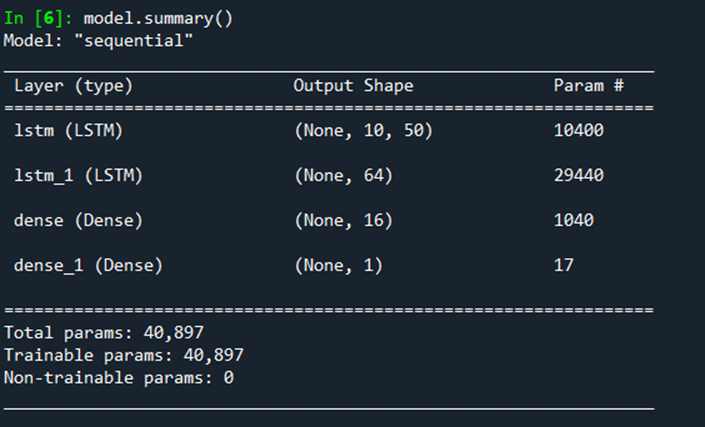 In [6]: model.summary()
Model: "sequential"
_________________________________________________________________
Layer (type) Output Shape Param #
=================================================================
lstm (LSTM) (None, 10, 50) 10400
lstm_1 (LSTM) (None, 64) 29440
dense (Dense) (None, 16) 1040
dense_1 (Dense) (None, 1) 17
=================================================================
Total params: 40,897
Trainable params: 40,897
Non-trainable params: 0
_________________________________________________________________